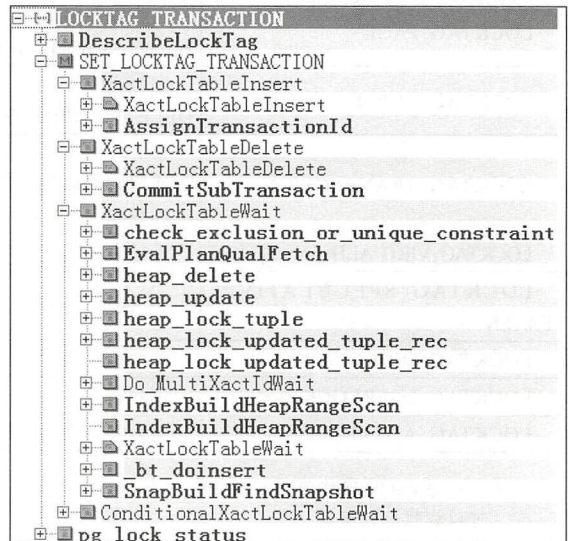 LOCKTAG_TRANSACTION
DescribeLockTag
SET_LOCKTAG_TRANSACTION
XactLockTableInsert
XactLockTableInsert
AssignTransactionId
XactLockTableDelete
XactLockTableDelete
CommitSubTransaction
XactLockTableWait
check_exclusion_or_unique_constraint
EvalPlanQualFetch
heap_delete
heap_update
heap_lock_tuple
heap_lock_updated_tuple_rec
heap_lock_updated_tuple_rec
Do_MultiXactIdWait
IndexBuildHeapRangeScan
IndexBuildHeapRangeScan
XactLockTableWait
_bt_doinsert
SnapBuildFindSnapshot
ConditionalXactLockTableWait
pg_lock_status